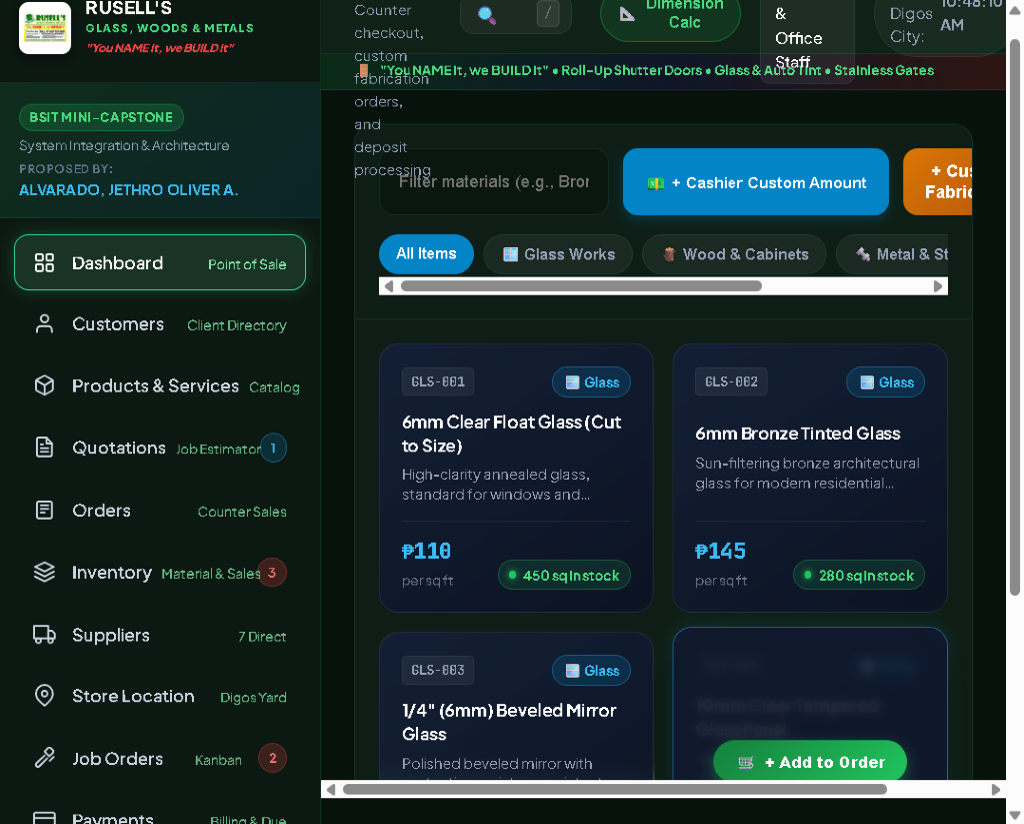 RUSELL'S
GLASS, WOODS & METALS
"You NAME it, we BUILD it"
BSIT MINI-CAPSTONE
System Integration & Architecture
PROPOSED BY:
ALVARADO, JETHRO OLIVER A.
Dashboard Point of Sale
Customers Client Directory
Products & Services Catalog
Quotations Job Estimator 1
Orders Counter Sales
Inventory Material & Sales 3
Suppliers 7 Direct
Store Location Digos Yard
Job Orders Kanban 2
Payments Billing & Due
Counter
checkout,
custom
fabrication
orders,
and
deposit
processing
/
Dimension
Calc
&
Office
Staff
Digos
City:
10:48:10
AM
"You NAME It, we BUILD It" • Roll-Up Shutter Doors • Glass & Auto Tint • Stainless Gates
Filter materials (e.g., Bron
+ Cashier Custom Amount
+ Cus
Fabric
All Items
Glass Works
Wood & Cabinets
Metal & St
GLS-001
Glass
6mm Clear Float Glass (Cut
to Size)
High-clarity annealed glass,
standard for windows and...
₱110
per sq ft
450 sq in stock
GLS-002
Glass
6mm Bronze Tinted Glass
Sun-filtering bronze architectural
glass for modern residential...
₱145
per sq ft
280 sq in stock
GLS-003
Glass
1/4" (6mm) Beveled Mirror
Glass
Polished beveled mirror with
10mm Clear Tempered
+ Add to Order